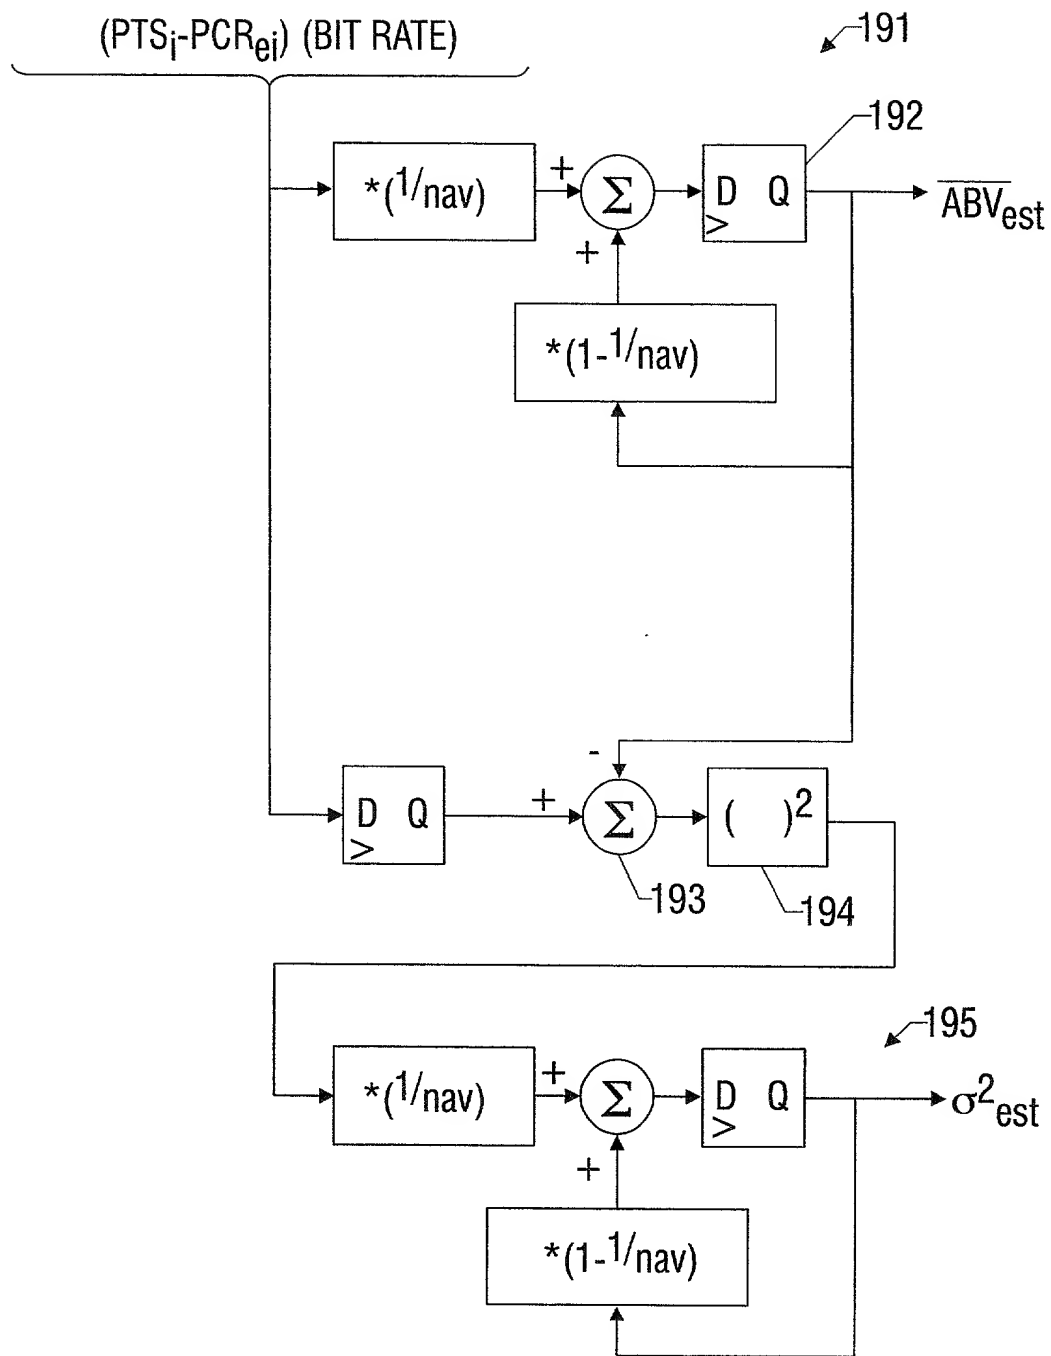 (PTSi-PCRei) (BIT RATE)
191
192
*(1/nav)
+
Σ
D Q
>
ABVest
+
*(1-1/nav)
-
D Q
>
+
Σ
( )2
193
194
195
*(1/nav)
+
Σ
D Q
>
σ2est
+
*(1-1/nav)